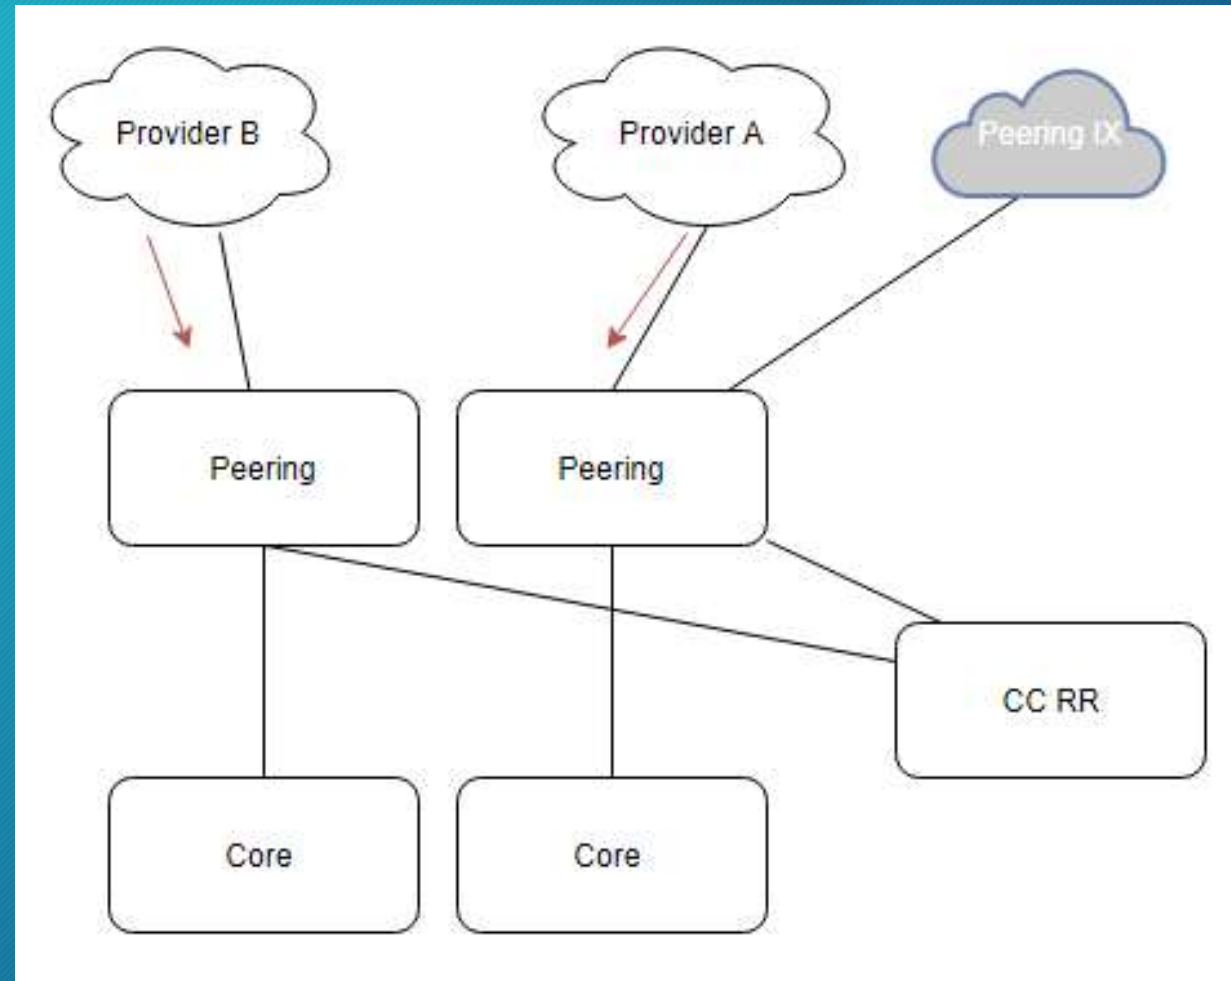 Provider B
Provider A
Peering IX
Peering
Peering
CC RR
Core
Core